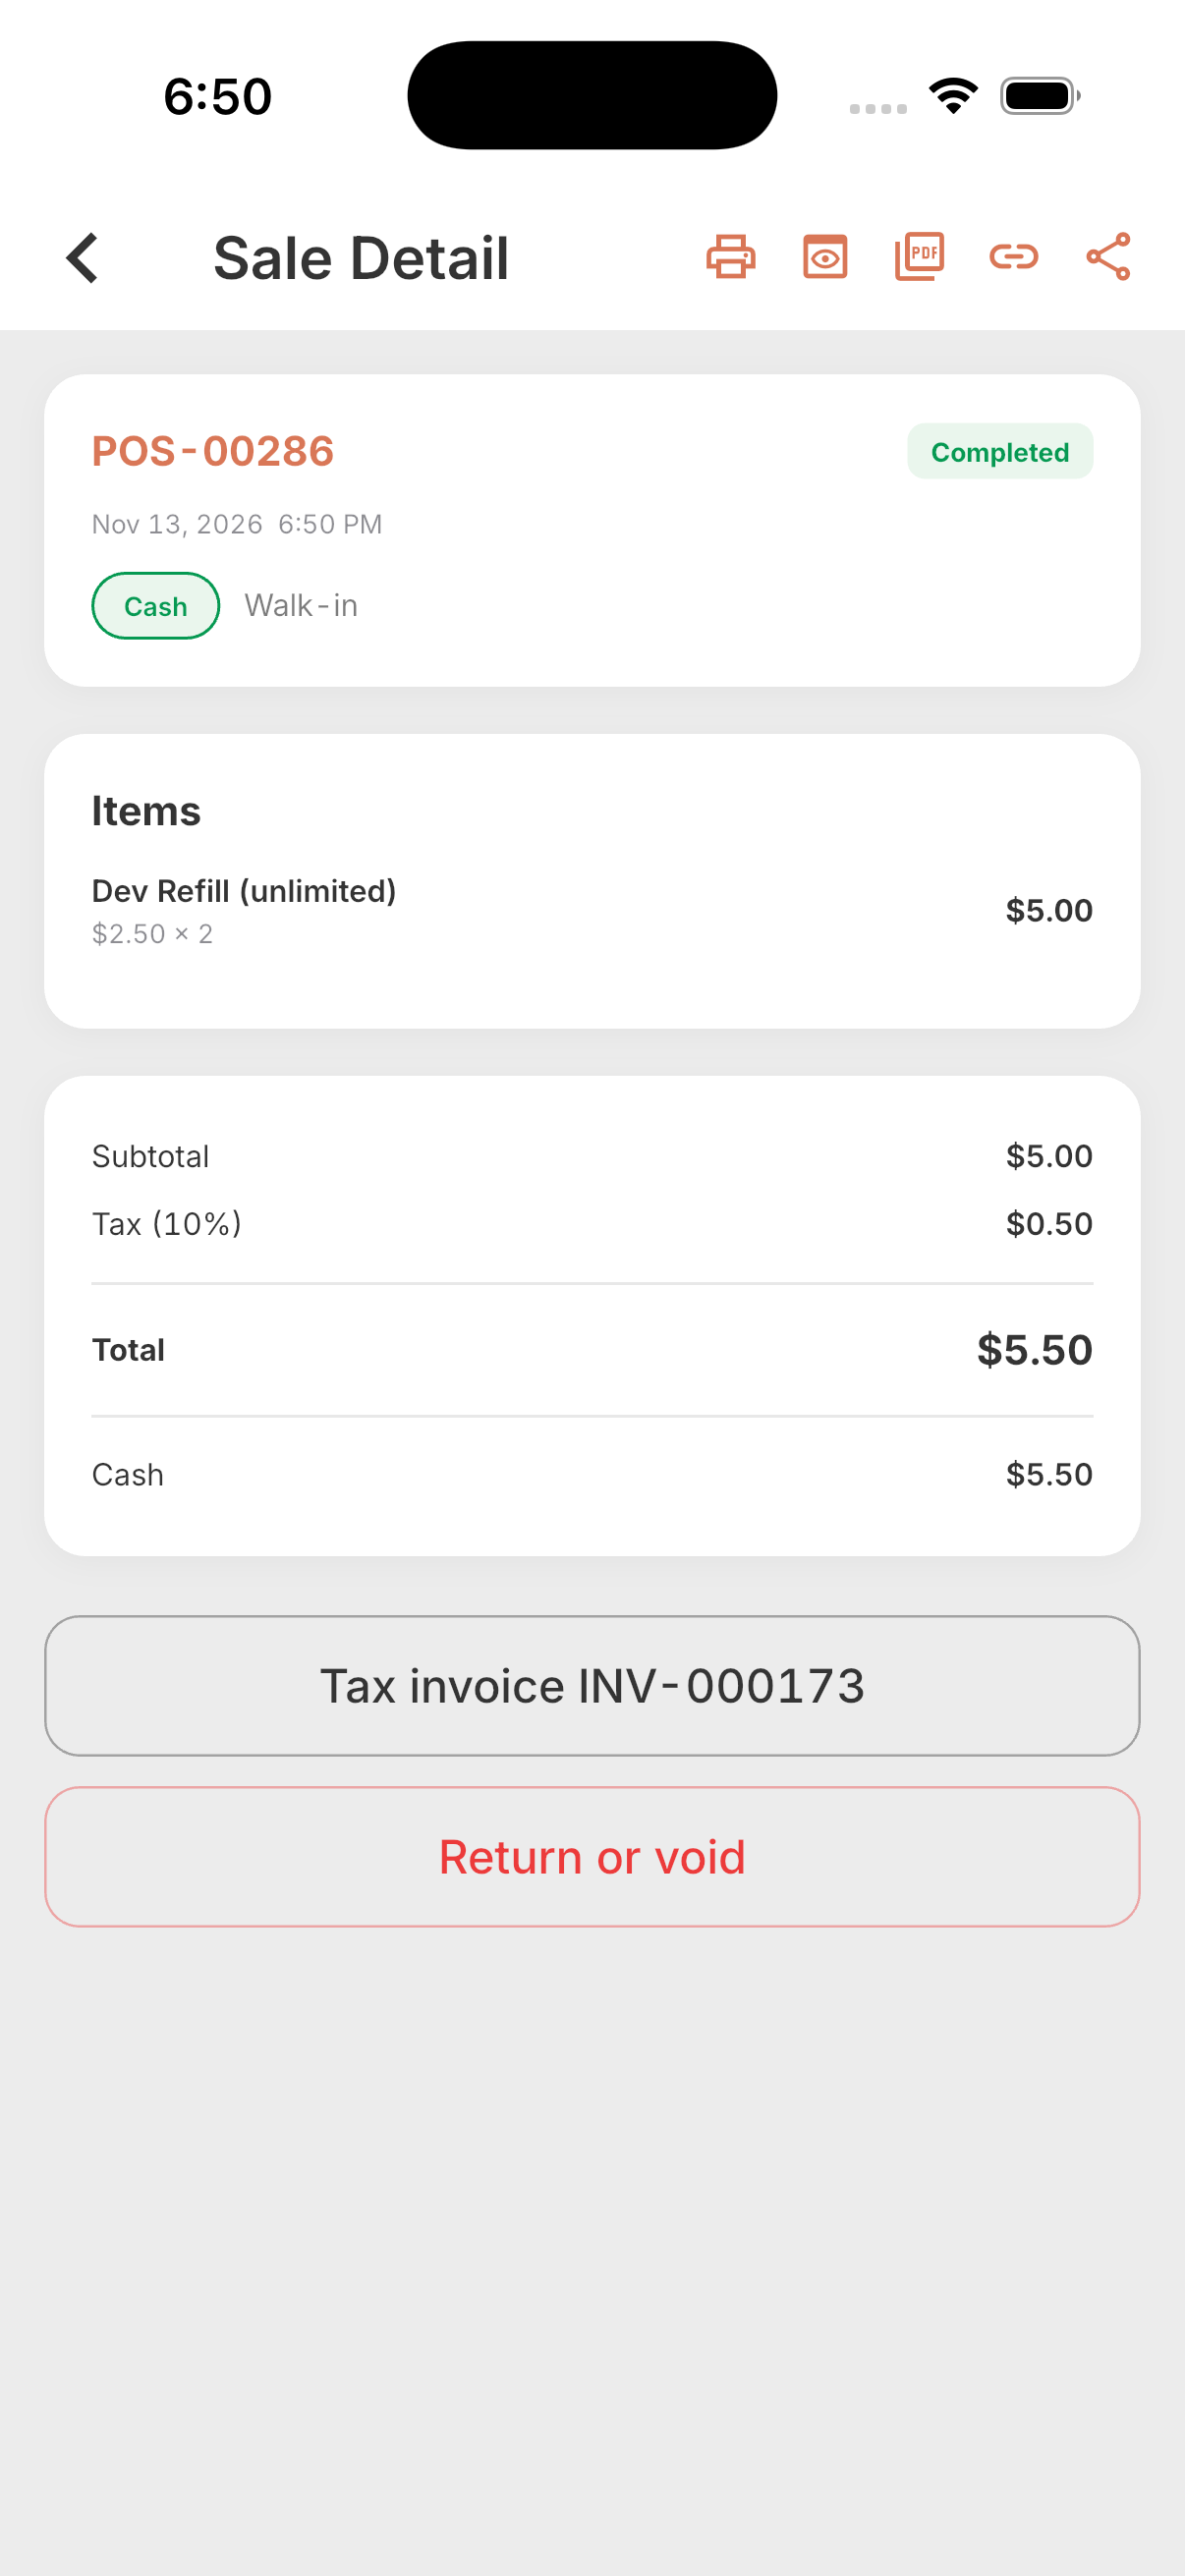 6:50
Sale Detail
PDF
POS-00286
Completed
Nov 13, 2026 6:50 PM
Cash
Walk-in
Items
Dev Refill (unlimited)
$2.50 × 2
$5.00
Subtotal
$5.00
Tax (10%)
$0.50
Total
$5.50
Cash
$5.50
Tax invoice INV-000173
Return or void